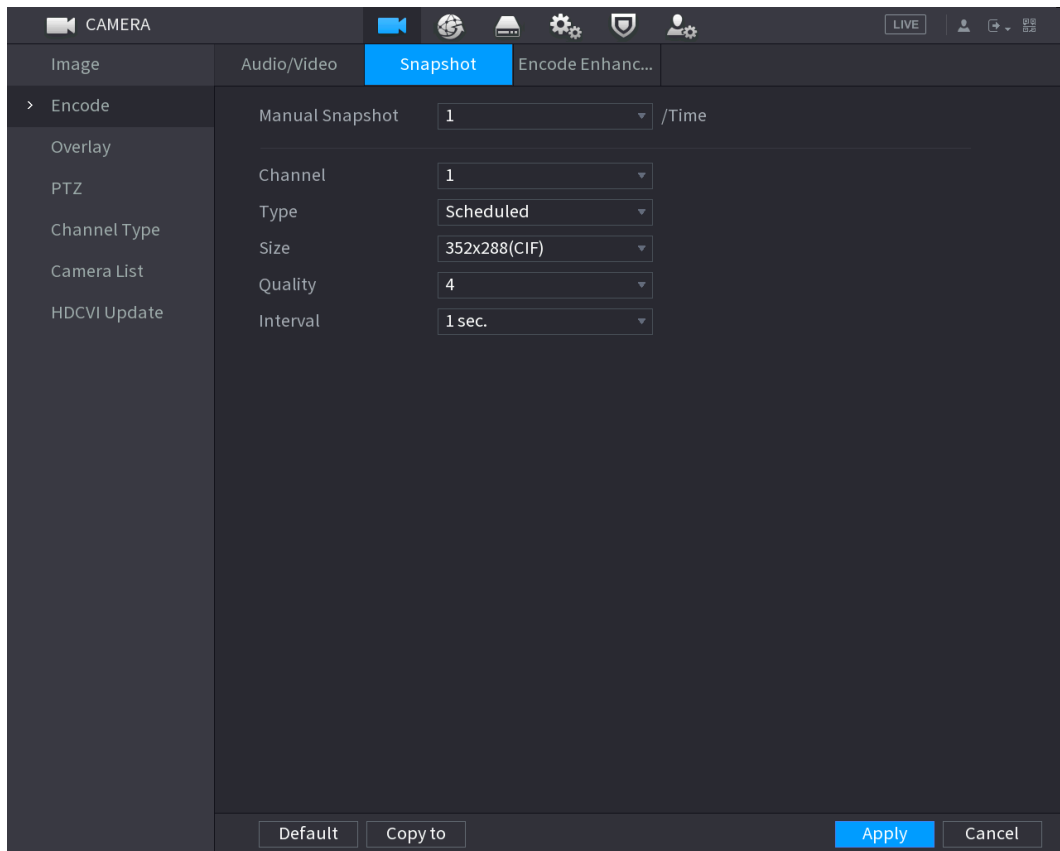 CAMERA
LIVE
Image
Audio/Video
Snapshot
Encode Enhanc...
Encode
Overlay
PTZ
Channel Type
Camera List
HDCVI Update
Manual Snapshot
1
/Time
Channel
1
Type
Scheduled
Size
352x288(CIF)
Quality
4
Interval
1 sec.
Default
Copy to
Apply
Cancel